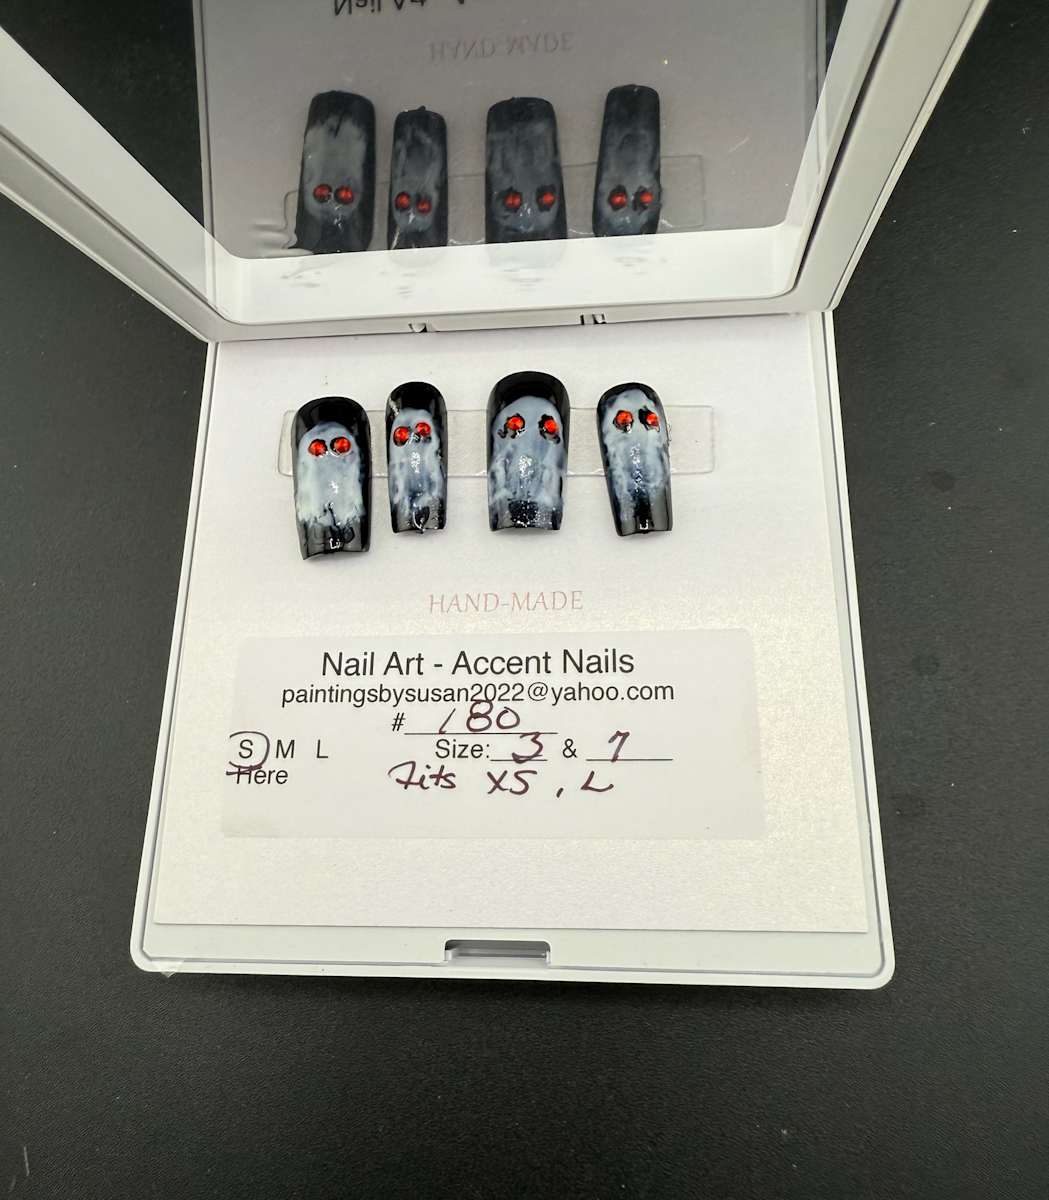 HAND-MADE
Nail Art - Accent Nails
paintingsbysusan2022@yahoo.com
# 180
S M L Size: 3 & 7
Here Fits XS, L